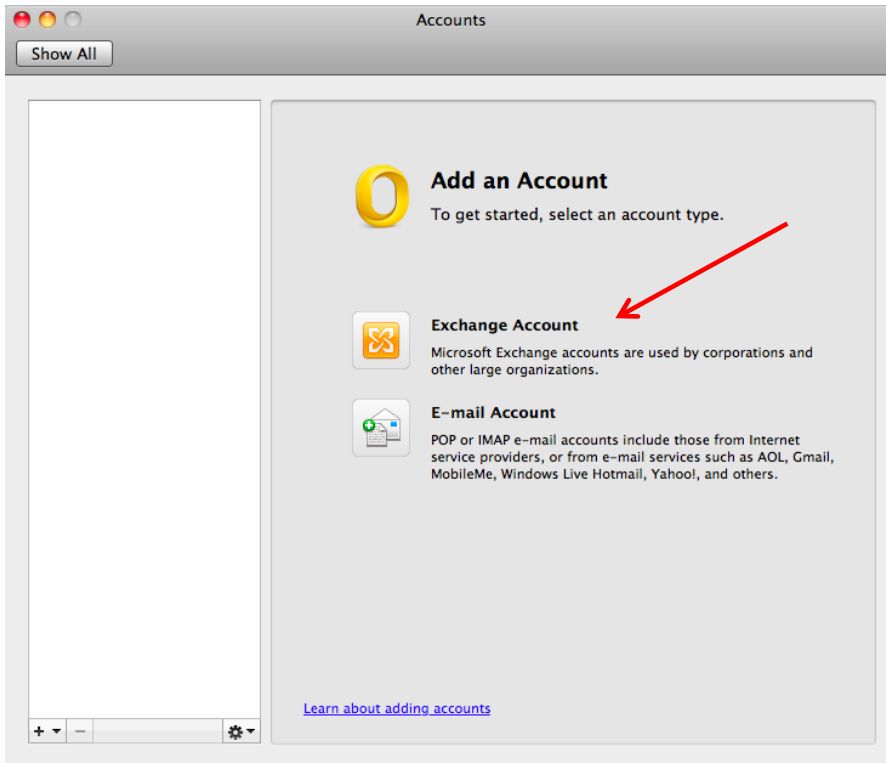 Accounts
Show All
Add an Account
To get started, select an account type.
Exchange Account
Microsoft Exchange accounts are used by corporations and
other large organizations.
E-mail Account
POP or IMAP e-mail accounts include those from Internet
service providers, or from e-mail services such as AOL, Gmail,
MobileMe, Windows Live Hotmail, Yahoo!, and others.
Learn about adding accounts